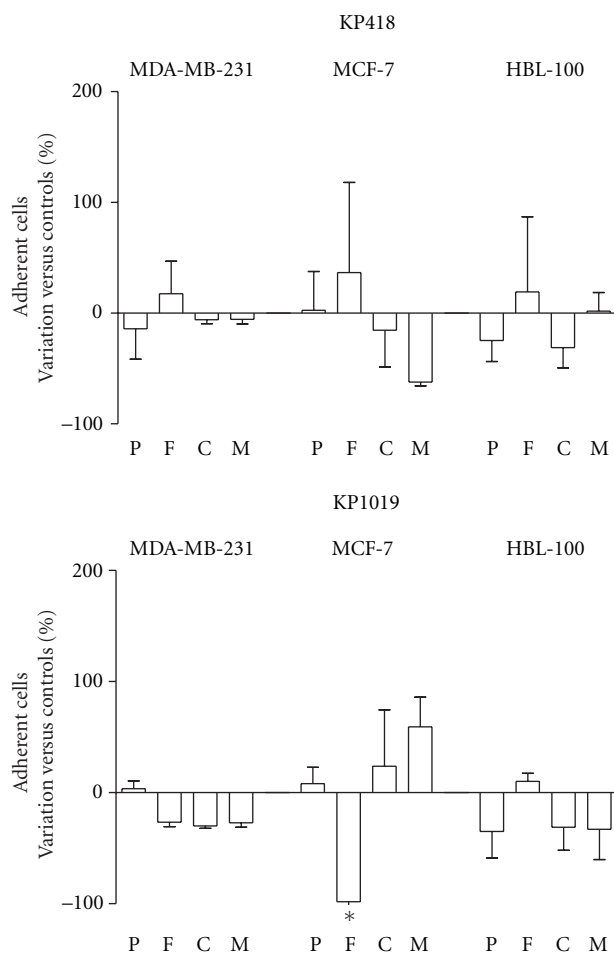 KP418
MDA-MB-231 MCF-7 HBL-100
200
100
0
−100
Adherent cells
Variation versus controls (%)
P F C M P F C M P F C M
KP1019
MDA-MB-231 MCF-7 HBL-100
200
100
0
−100
Adherent cells
Variation versus controls (%)
*
P F C M P F C M P F C M